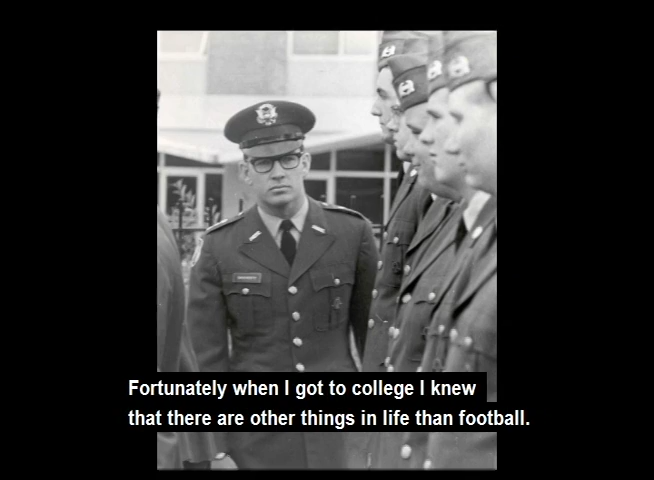 Fortunately when I got to college I knew
that there are other things in life than football.